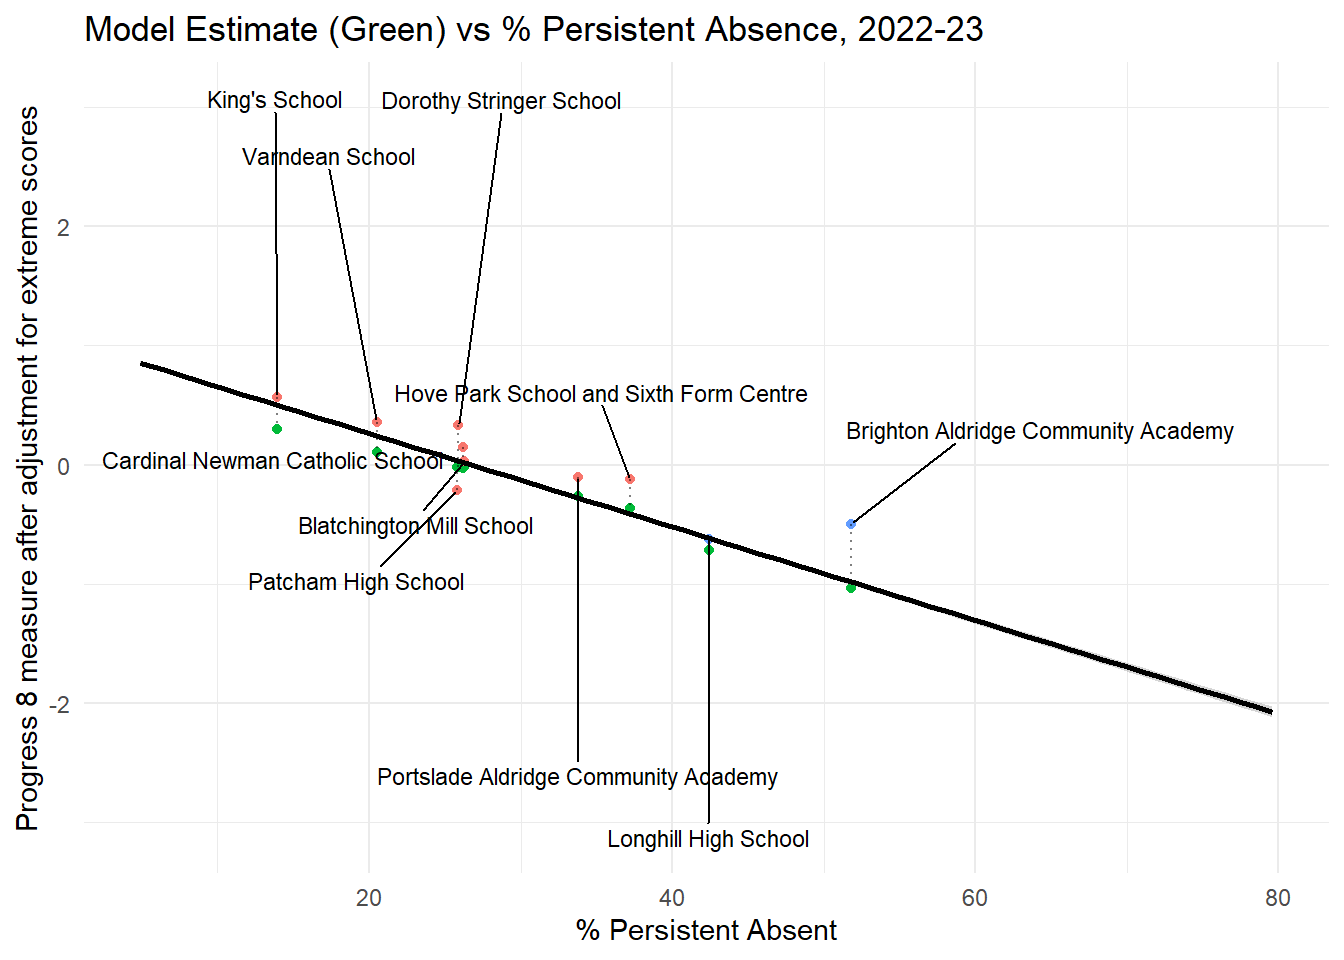 Model Estimate (Green) vs % Persistent Absence, 2022-23
Progress 8 measure after adjustment for extreme scores
King's School
Dorothy Stringer School
Varndean School
2
Hove Park School and Sixth Form Centre
Brighton Aldridge Community Academy
0
Cardinal Newman Catholic School
Blatchington Mill School
Patcham High School
-2
Portslade Aldridge Community Academy
Longhill High School
20
40
60
80
% Persistent Absent